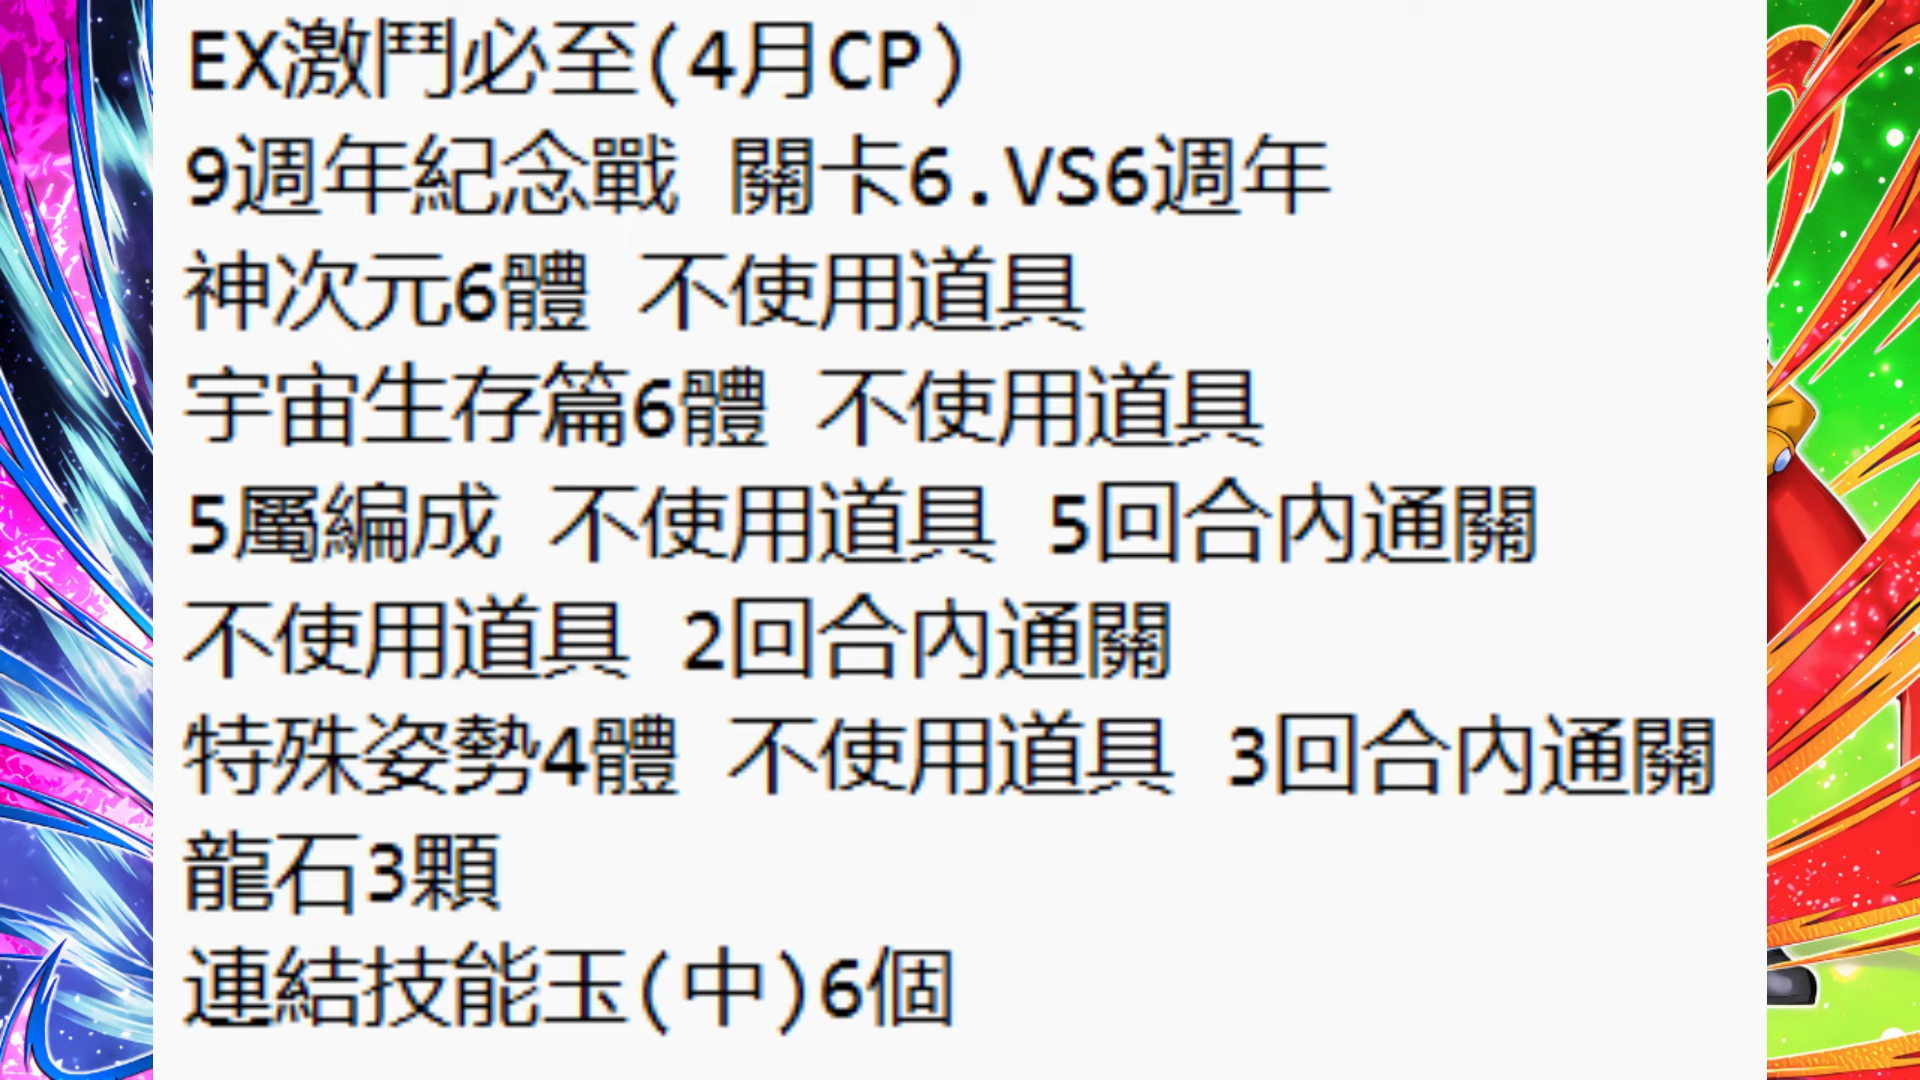 EX激鬥必至(4月CP)
9週年紀念戰 關卡6.VS6週年
神次元6體 不使用道具
宇宙生存篇6體 不使用道具
5屬編成 不使用道具 5回合內通關
不使用道具 2回合內通關
特殊姿勢4體 不使用道具 3回合內通關
龍石3顆
連結技能玉(中)6個